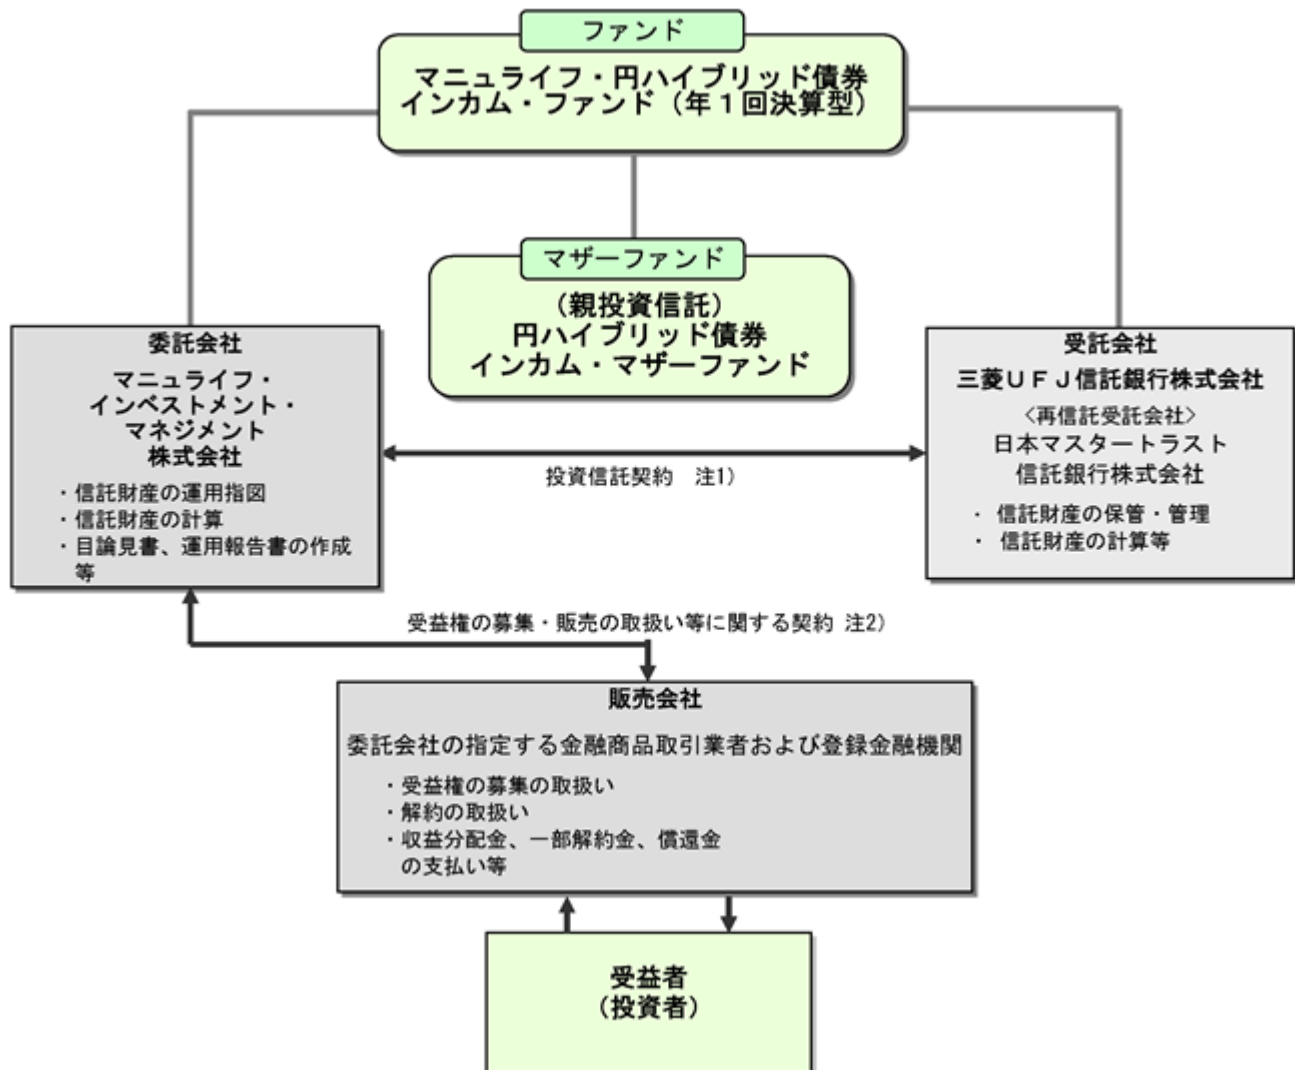 ファンド
マニュライフ・円ハイブリッド債券
インカム・ファンド（年１回決算型）
マザーファンド
（親投資信託）
円ハイブリッド債券
インカム・マザーファンド
委託会社
マニュライフ・
インベストメント・
マネジメント
株式会社
・信託財産の運用指図
・信託財産の計算
・目論見書、運用報告書の作成
等
受託会社
三菱ＵＦＪ信託銀行株式会社
〈再信託受託会社〉
日本マスタートラスト
信託銀行株式会社
・ 信託財産の保管・管理
・ 信託財産の計算等
投資信託契約　注1）
受益権の募集・販売の取扱い等に関する契約 注2）
販売会社
委託会社の指定する金融商品取引業者および登録金融機関
・受益権の募集の取扱い
・解約の取扱い
・収益分配金、一部解約金、償還金
の支払い等
受益者
（投資者）